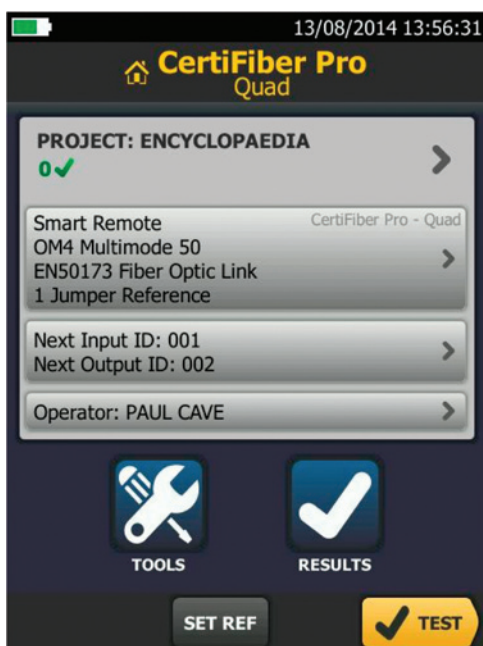 13/08/2014 13:56:31
CertiFiber Pro
Quad
PROJECT: ENCYCLOPAEDIA
0
Smart Remote
CertiFiber Pro - Quad
OM4 Multimode 50
EN50173 Fiber Optic Link
1 Jumper Reference
Next Input ID: 001
Next Output ID: 002
Operator: PAUL CAVE
TOOLS
RESULTS
SET REF
TEST